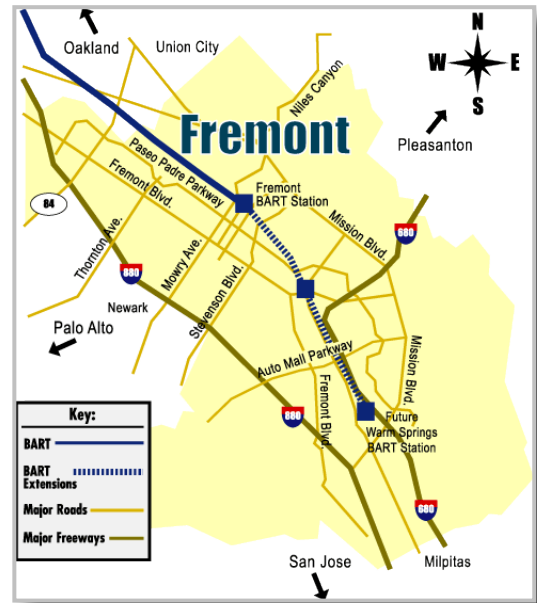 N
W E
S
Oakland
Union City
Niles Canyon
Pleasanton
Fremont
Paseo Padre Parkway
Fremont Blvd.
Fremont
BART Station
84
Thornton Ave.
Mission Blvd.
680
880
Mowry Ave.
Stevenson Blvd.
Newark
Palo Alto
Auto Mall Parkway
Mission Blvd.
Fremont Blvd.
880
Future
Warm Springs
BART Station
Key:
BART
BART
Extensions
Major Roads
Major Freeways
680
San Jose
Milpitas